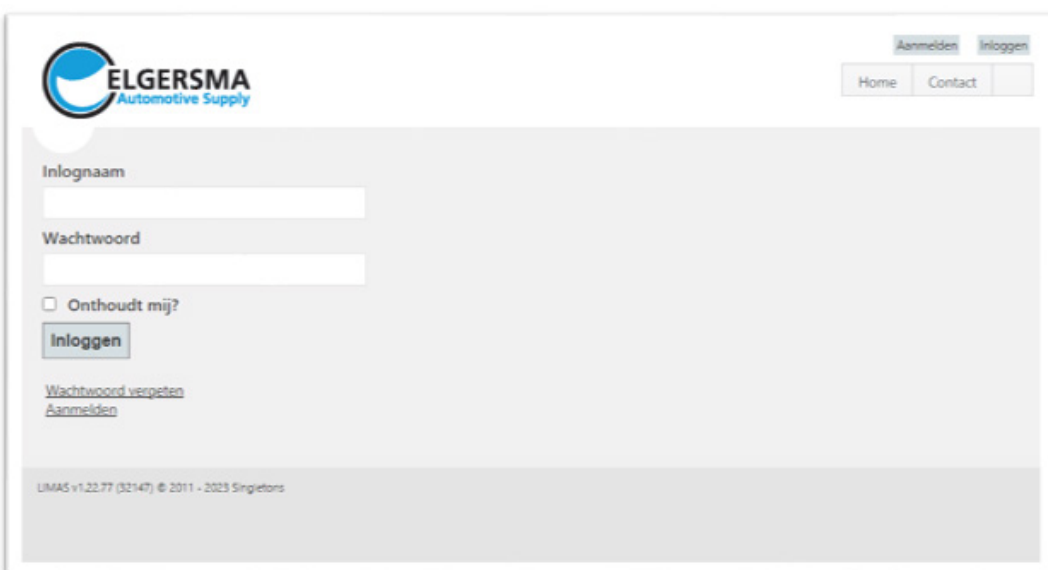 Aanmelden Inloggen
ELGERSMA
Automotive Supply
Home Contact
Inlognaam
Wachtwoord
Onthoudt mij?
Inloggen
Wachtwoord vergeten
Aanmelden
LIMAS v1.22.77 (32147) © 2011 - 2023 Singletons